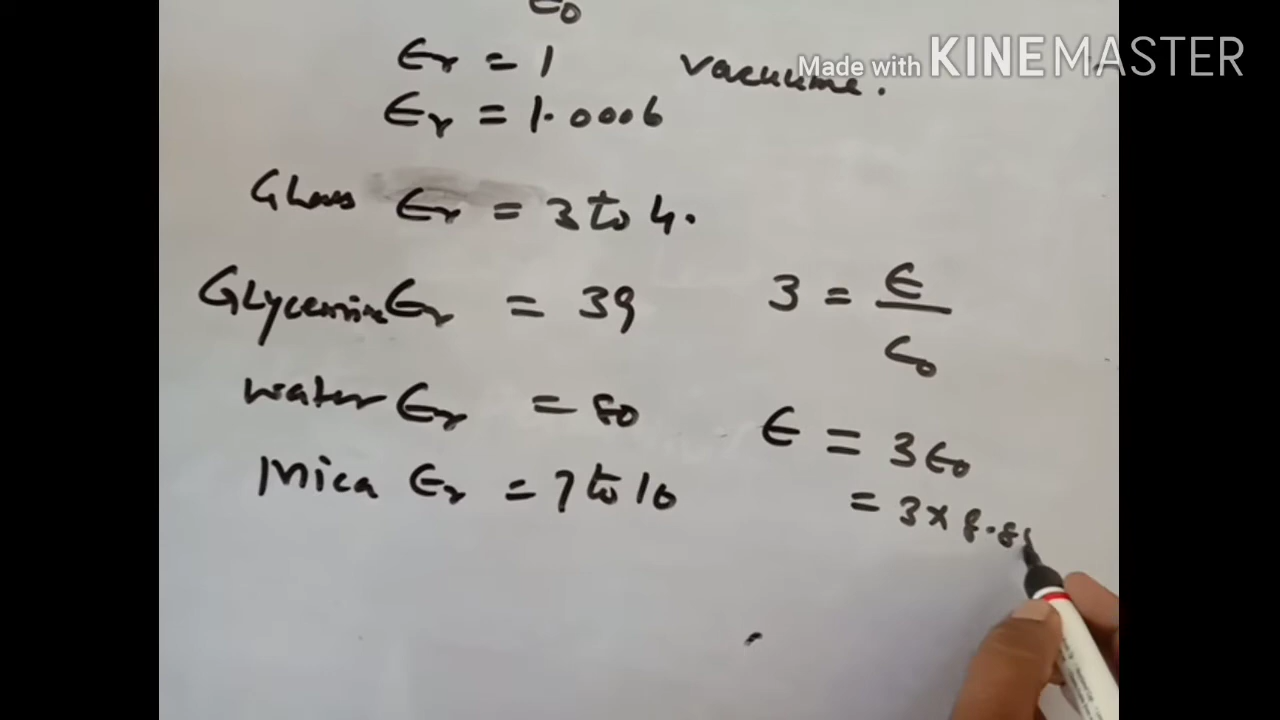 ϵ₀
ϵr = 1 vacuume.
ϵr = 1.0006
Glass ϵr = 3 to 4.
Glycerine ϵr = 39
water ϵr = 80
Mica ϵr = 7 to 10
3 = ϵ / ϵ₀
ϵ = 3ϵ₀
= 3 × 8.8
Made with KINEMASTER